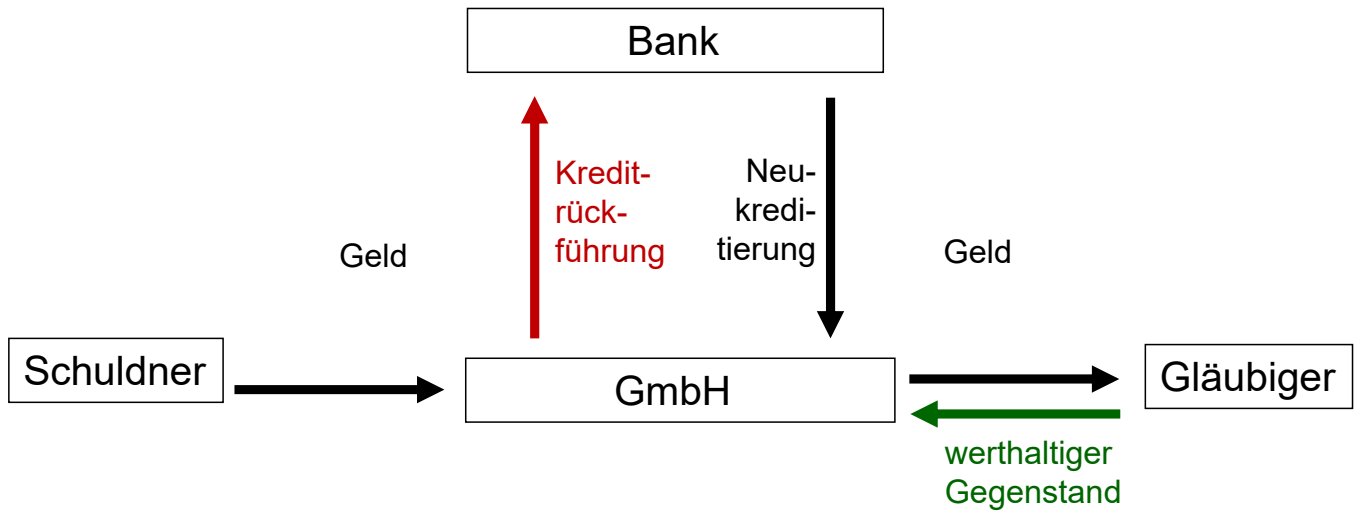 Bank
Kredit-
rück-
führung
Neu-
kredi-
tierung
Geld
Geld
Schuldner
GmbH
Gläubiger
werthaltiger
Gegenstand